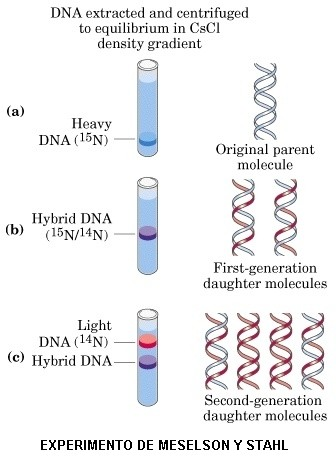 DNA extracted and centrifuged
to equilibrium in CsCl
density gradient
(a)
Heavy
DNA (¹⁵N)
Original parent
molecule
(b)
Hybrid DNA
(¹⁵N/¹⁴N)
First-generation
daughter molecules
(c)
Light
DNA (¹⁴N)
Hybrid DNA
Second-generation
daughter molecules
EXPERIMENTO DE MESELSON Y STAHL